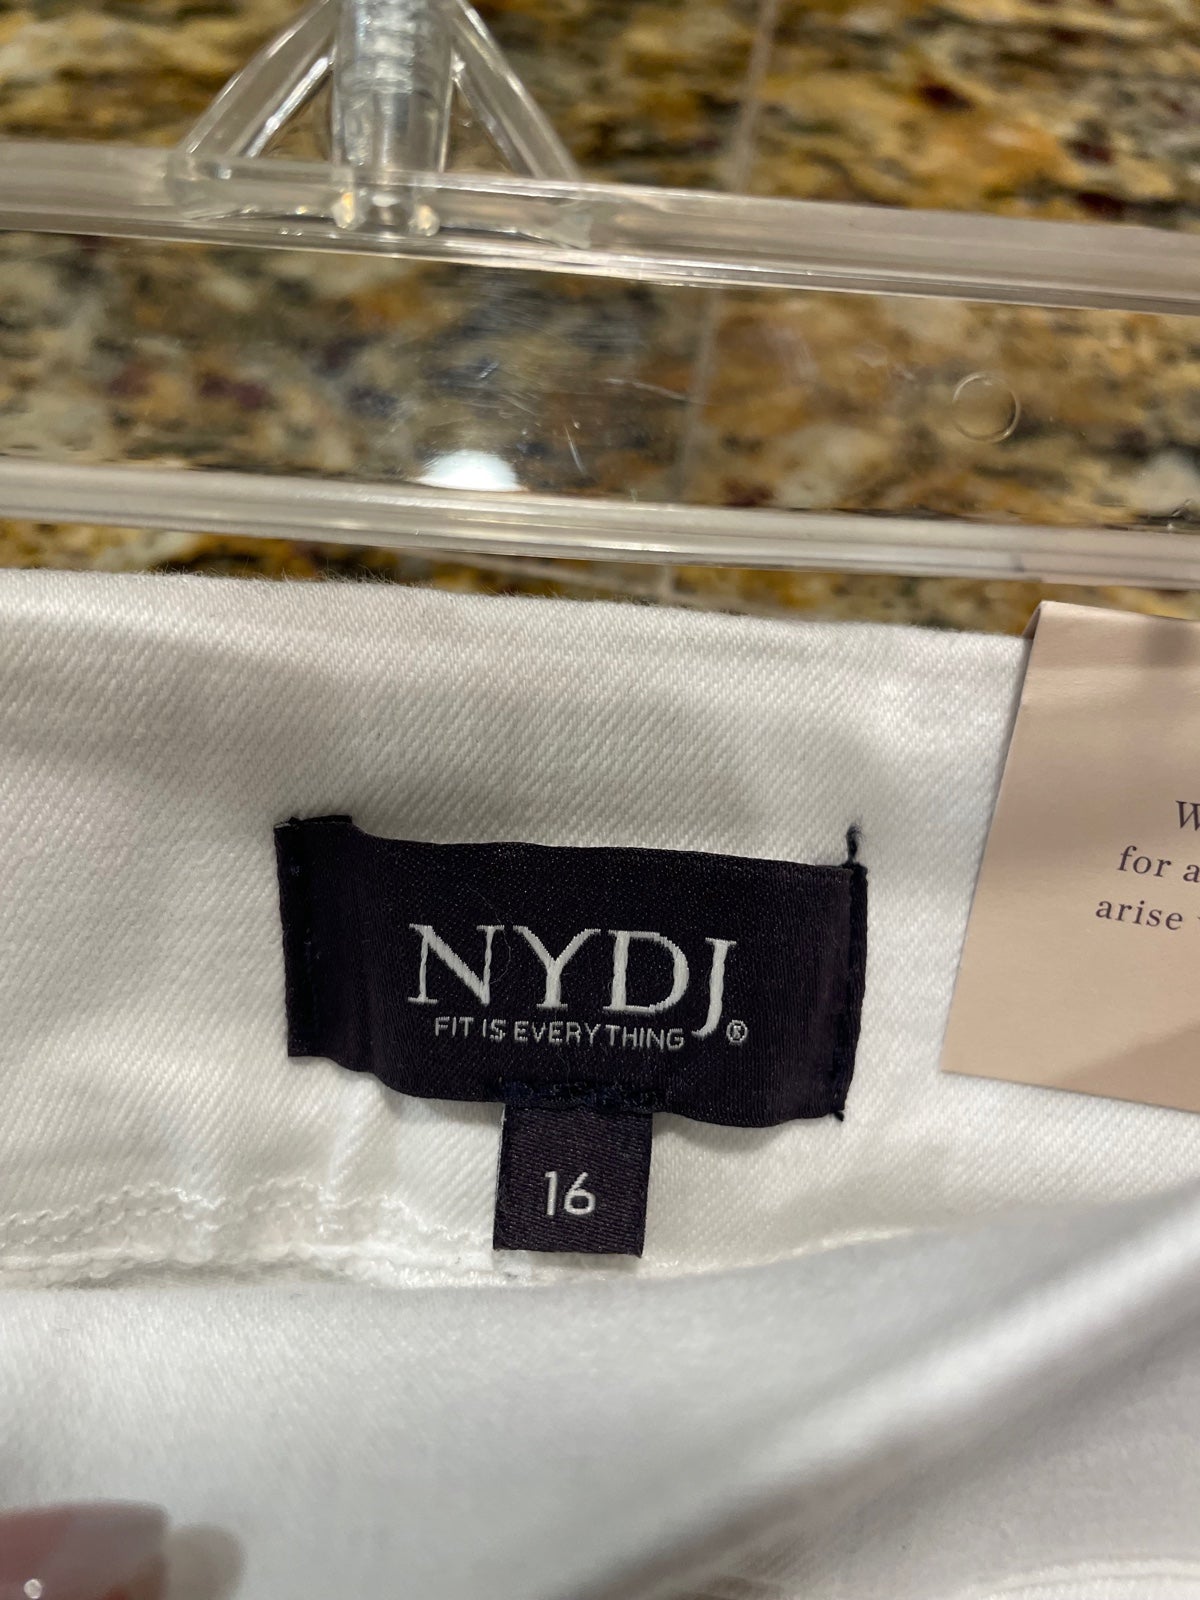 NYDJ
FIT IS EVERYTHING ®
16
for a
arise